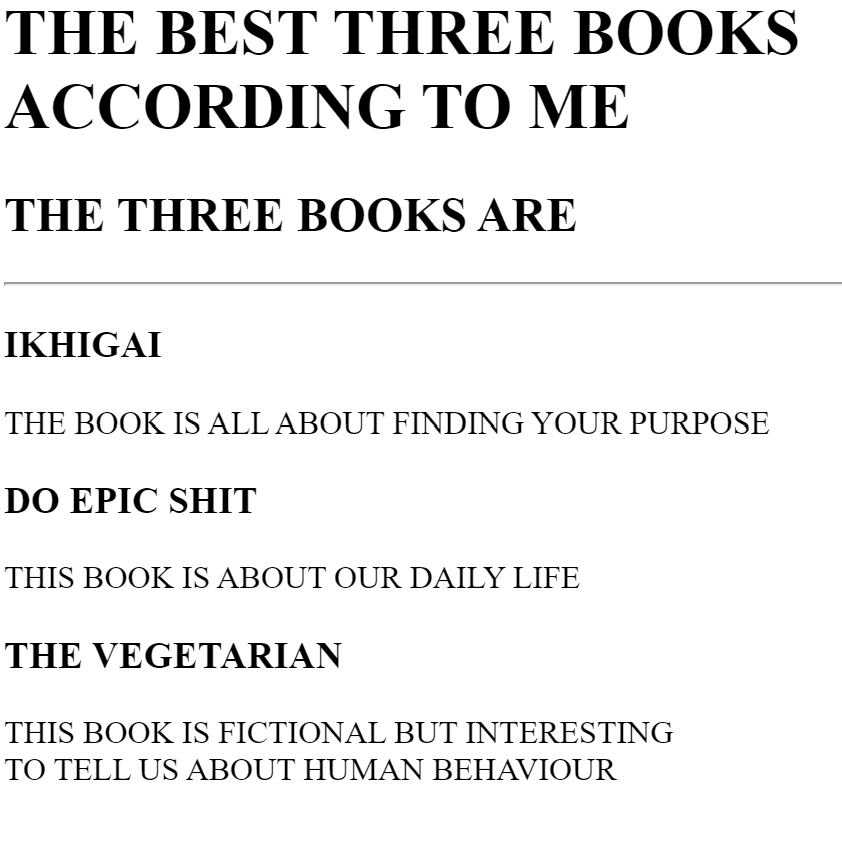 THE BEST THREE BOOKS
ACCORDING TO ME
THE THREE BOOKS ARE
IKHIGAI
THE BOOK IS ALL ABOUT FINDING YOUR PURPOSE
DO EPIC SHIT
THIS BOOK IS ABOUT OUR DAILY LIFE
THE VEGETARIAN
THIS BOOK IS FICTIONAL BUT INTERESTING
TO TELL US ABOUT HUMAN BEHAVIOUR